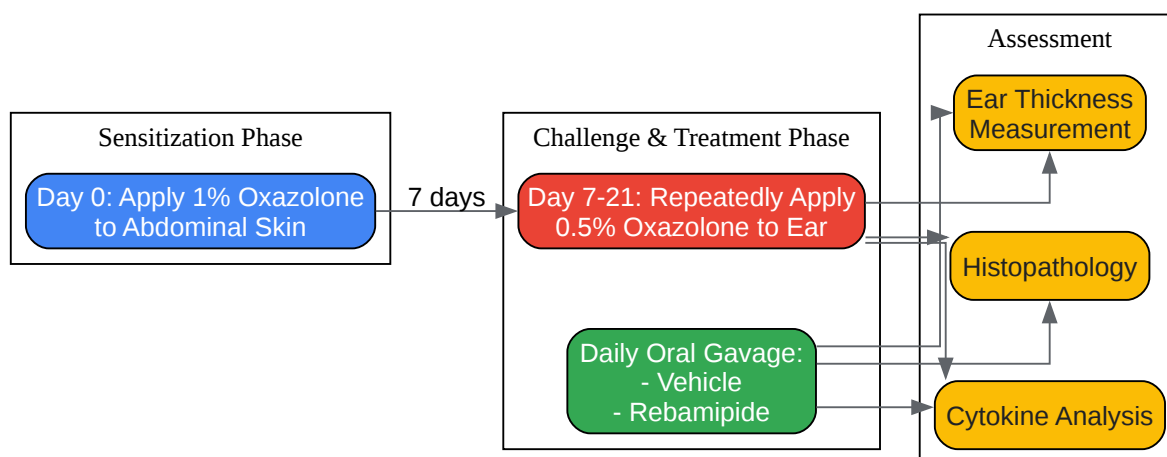 Sensitization Phase
Day 0: Apply 1% Oxazolone
to Abdominal Skin
7 days
Challenge & Treatment Phase
Day 7-21: Repeatedly Apply
0.5% Oxazolone to Ear
Daily Oral Gavage:
- Vehicle
- Rebamipide
Assessment
Ear Thickness
Measurement
Histopathology
Cytokine Analysis